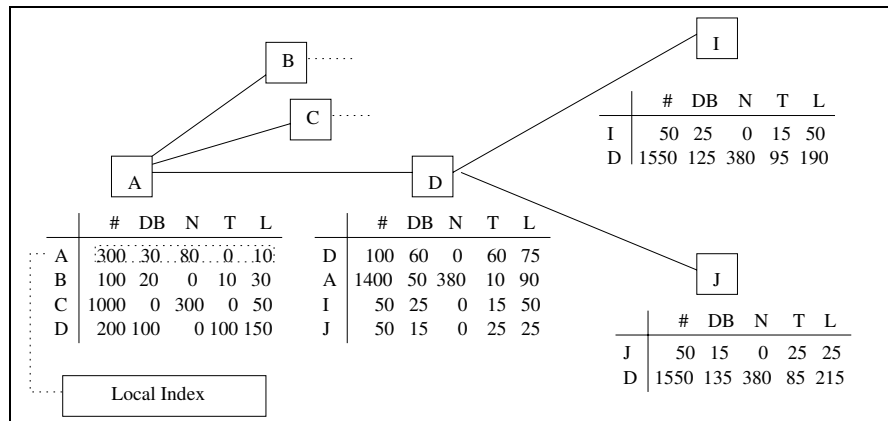 I
B
C
A
D
# DB N T L
I 50 25 0 15 50
D 1550 125 380 95 190
# DB N T L
A 300 30 80 0 10
B 100 20 0 10 30
C 1000 0 300 0 50
D 200 100 0 100 150
# DB N T L
D 100 60 0 60 75
A 1400 50 380 10 90
I 50 25 0 15 50
J 50 15 0 25 25
J
# DB N T L
J 50 15 0 25 25
D 1550 135 380 85 215
Local Index